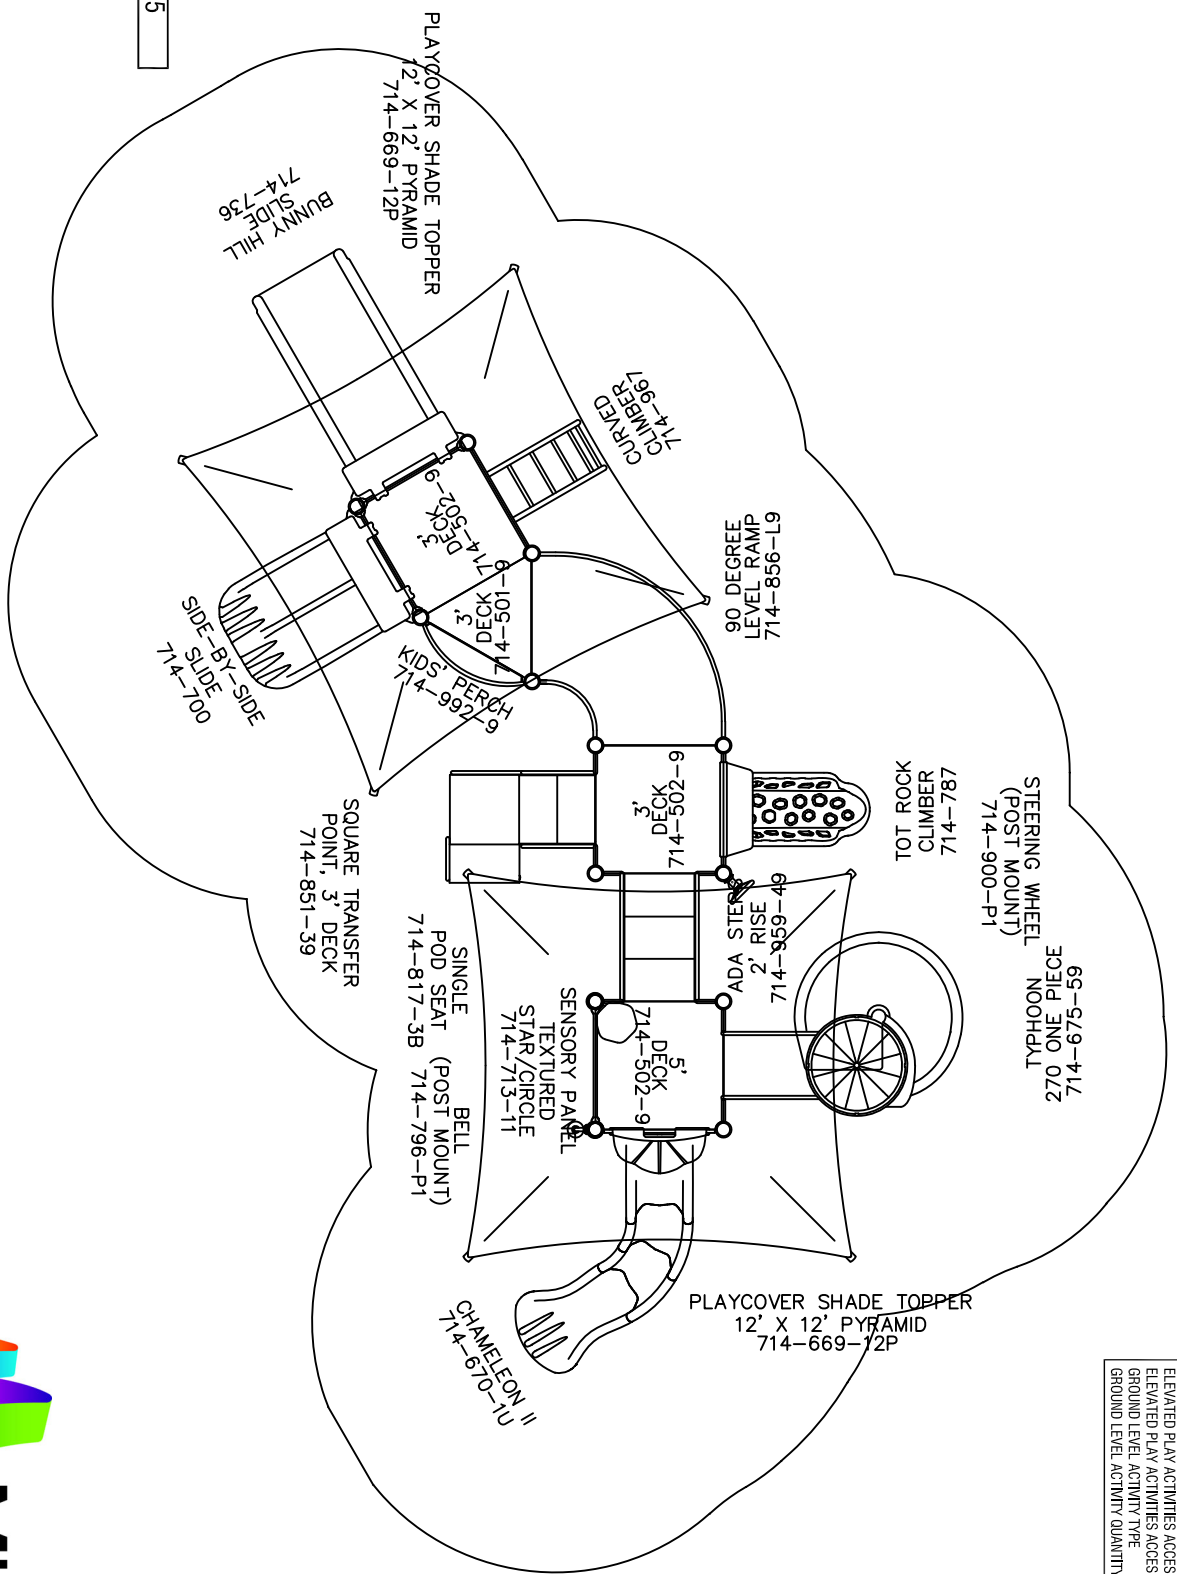 5
PLAYCOVER SHADE TOPPER
12' X 12' PYRAMID
714-669-12P
BUNNY HILL
SLIDE
714-736
CURVED
CLIMBER
714-967
3'
DECK
714-502-9
3'
DECK
714-501-9
90 DEGREE
LEVEL RAMP
714-856-L9
SIDE-BY-SIDE
SLIDE
714-700
KIDS' PERCH
714-992-9
3'
DECK
714-502-9
TOT ROCK
CLIMBER
714-787
STEERING WHEEL
(POST MOUNT)
714-900-P1
SQUARE TRANSFER
POINT, 3' DECK
714-851-39
ADA STEP
2' RISE
714-959-49
270 ONE PIECE
TYPHOON
714-675-59
SINGLE
POD SEAT
714-817-3B
SENSORY PANEL
TEXTURED
STAR/CIRCLE
714-713-11
5'
DECK
714-502-9
BELL
(POST MOUNT)
714-796-P1
CHAMELEON II
714-670-1U
PLAYCOVER SHADE TOPPER
12' X 12' PYRAMID
714-669-12P
ELEVATED PLAY ACTIVITIES ACCES
ELEVATED PLAY ACTIVITIES ACCES
GROUND LEVEL ACTIVITY TYPE
GROUND LEVEL ACTIVITY QUANTITY